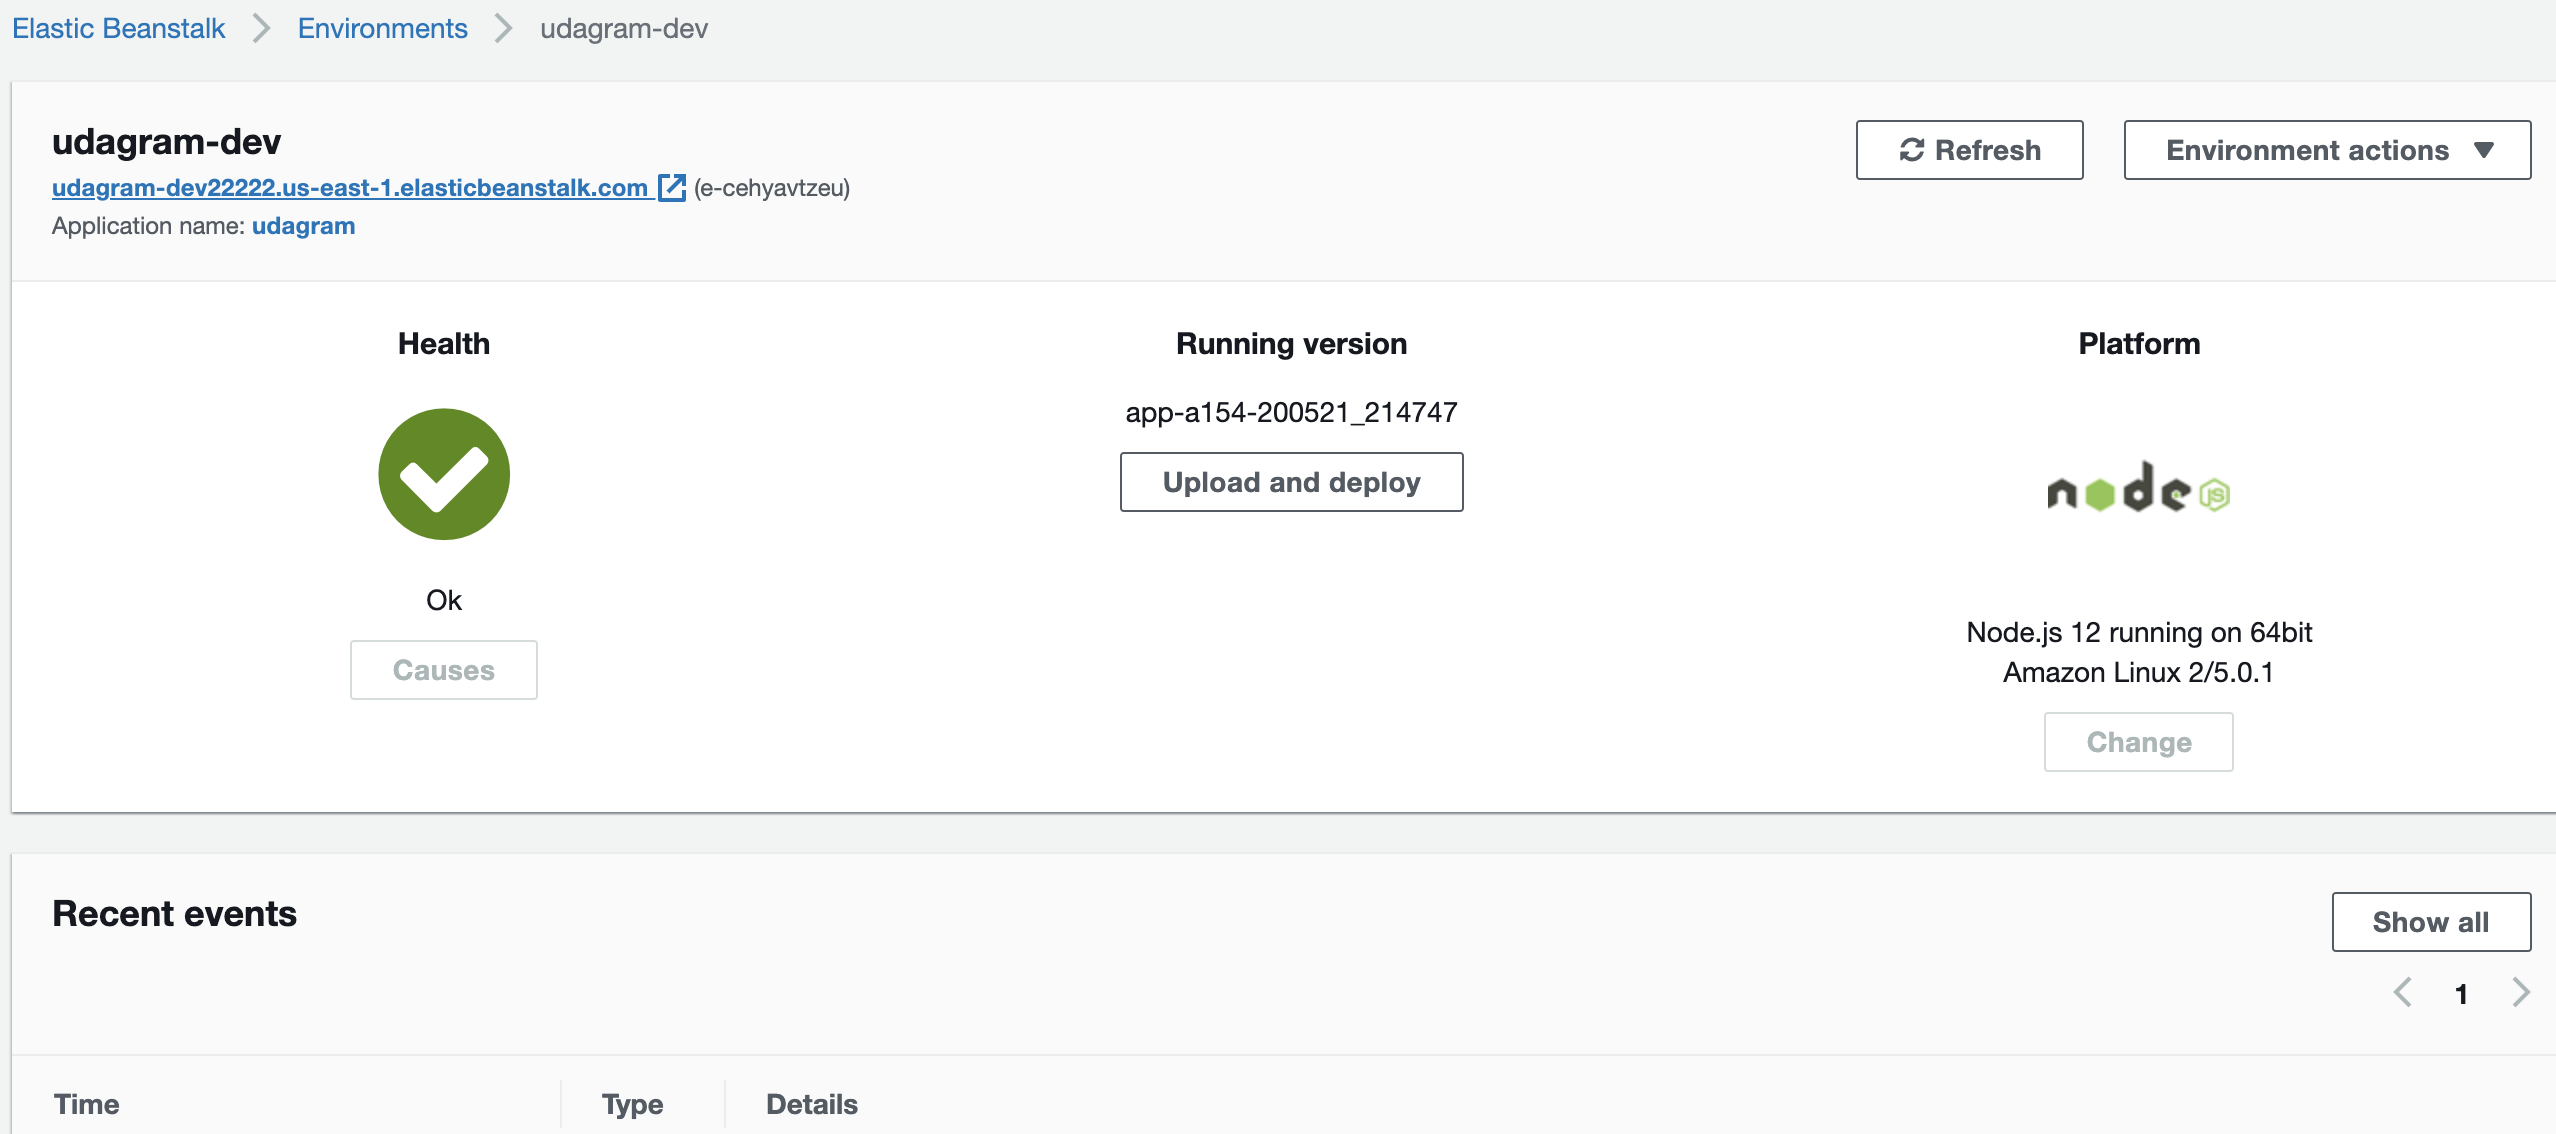 Elastic Beanstalk > Environments > udagram-dev
udagram-dev
Refresh
Environment actions
udagram-dev22222.us-east-1.elasticbeanstalk.com (e-cehyavtzeu)
Application name: udagram
Health
Running version
Platform
app-a154-200521_214747
Upload and deploy
node JS
Ok
Causes
Node.js 12 running on 64bit
Amazon Linux 2/5.0.1
Change
Recent events
Show all
1
Time
Type
Details